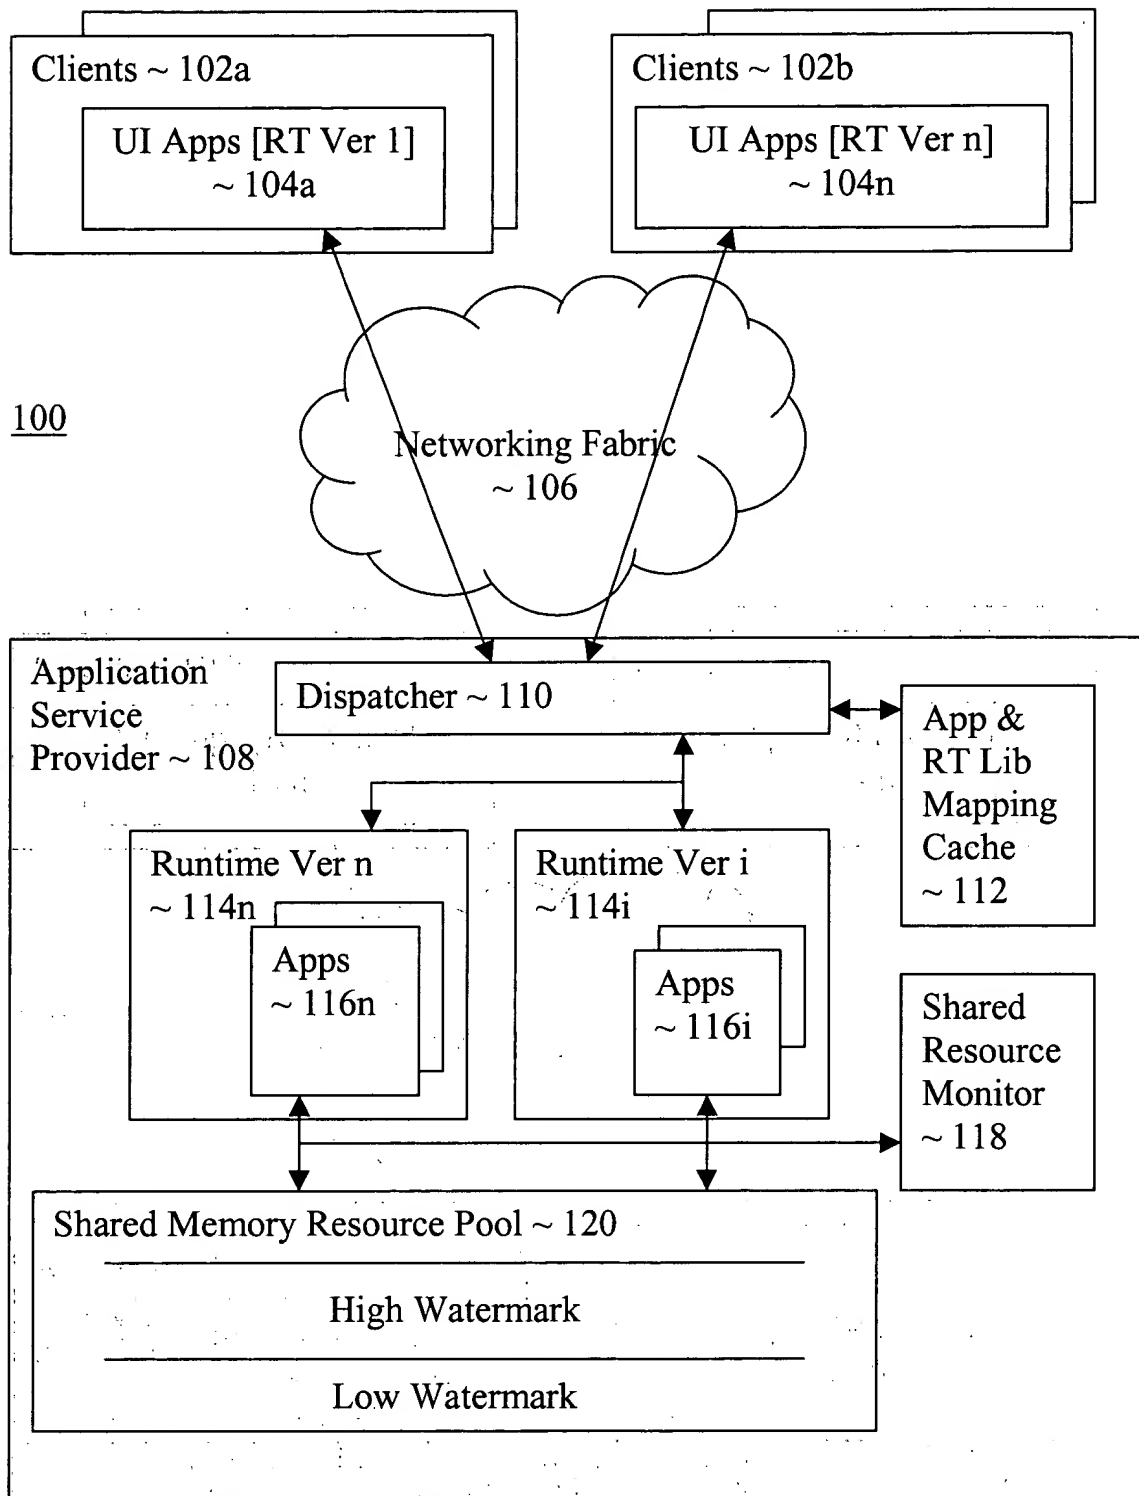 Clients ~ 102a
UI Apps [RT Ver 1]
~ 104a
Clients ~ 102b
UI Apps [RT Ver n]
~ 104n
100
Networking Fabric
~ 106
Application
Service
Provider ~ 108
Dispatcher ~ 110
App &
RT Lib
Mapping
Cache
~ 112
Runtime Ver n
~ 114n
Apps
~ 116n
Runtime Ver i
~ 114i
Apps
~ 116i
Shared
Resource
Monitor
~ 118
Shared Memory Resource Pool ~ 120
High Watermark
Low Watermark